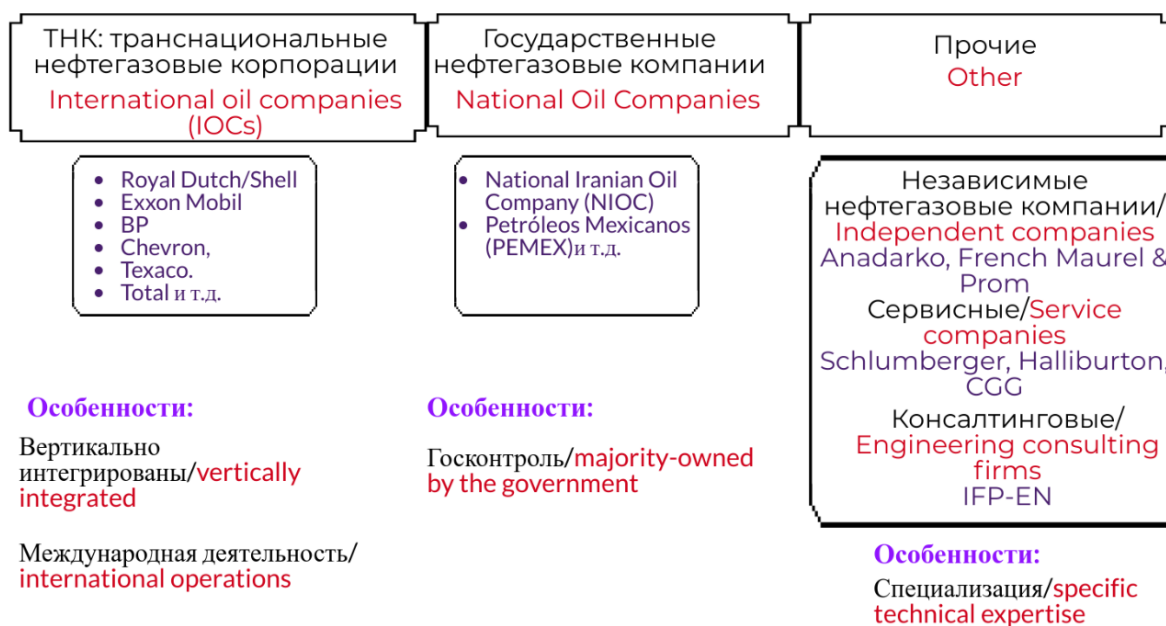 ТНК: транснациональные
нефтегазовые корпорации
International oil companies
(IOCs)
Государственные
нефтегазовые компании
National Oil Companies
Прочие
Other
• Royal Dutch/Shell
• Exxon Mobil
• BP
• Chevron,
• Texaco.
• Total и т.д.
• National Iranian Oil
Company (NIOC)
• Petróleos Mexicanos
(PEMEX)и т.д.
Независимые
нефтегазовые компании/
Independent companies
Anadarko, French Maurel &
Prom
Сервисные/Service
companies
Schlumberger, Halliburton,
CGG
Консалтинговые/
Engineering consulting
firms
IFP-EN
Особенности:
Вертикально
интегрированы/vertically
integrated
Международная деятельность/
international operations
Особенности:
Госконтроль/majority-owned
by the government
Особенности:
Специализация/specific
technical expertise